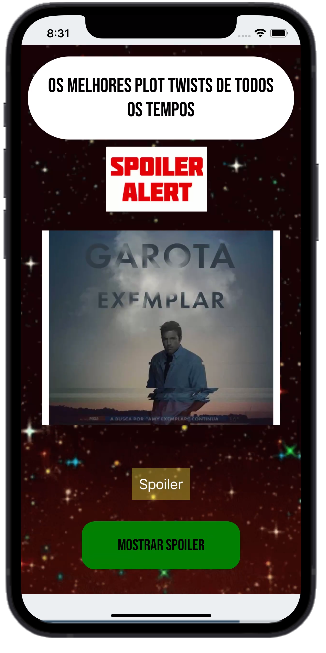 8:31
OS MELHORES PLOT TWISTS DE TODOS
OS TEMPOS
SPOILER
ALERT
GAROTA
EXEMPLAR
A BUSCA POR AMY EXEMPLAR CONTINUA
Spoiler
MOSTRAR SPOILER